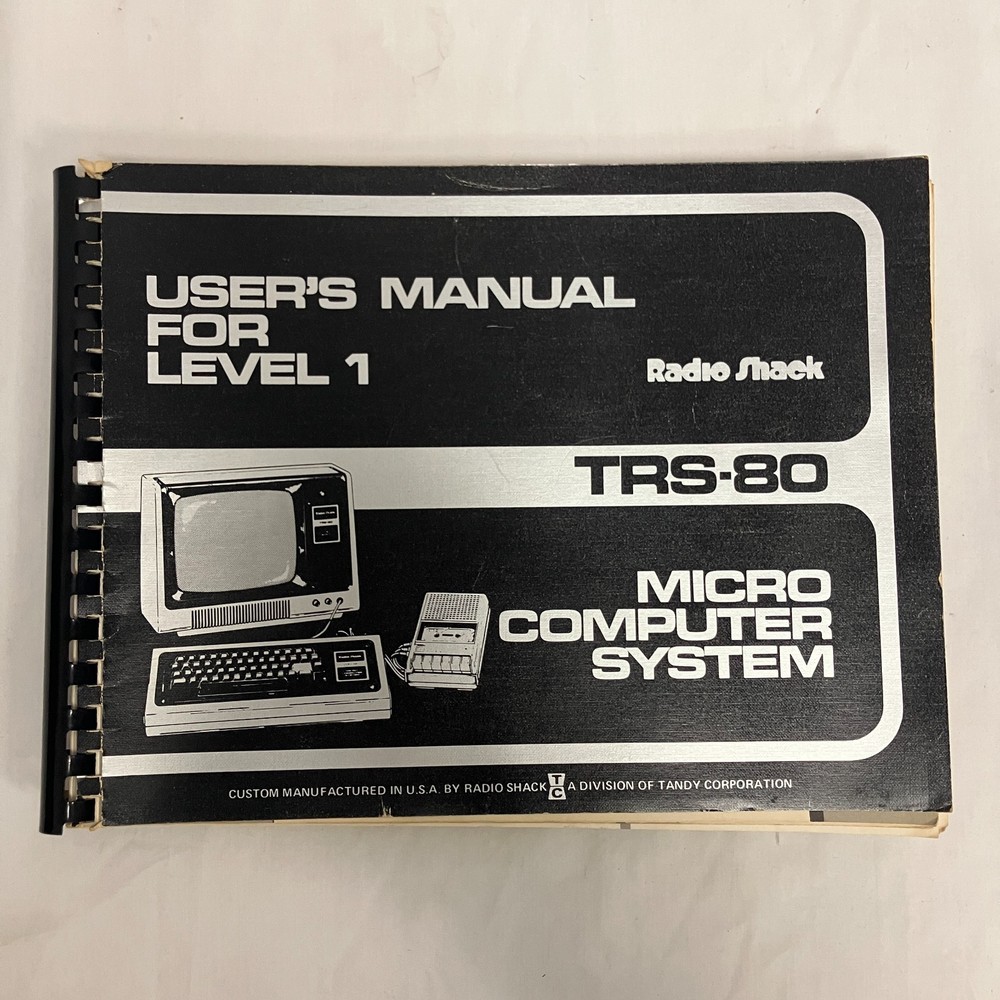 USER'S MANUAL
FOR
LEVEL 1
Radio Shack
TRS-80
MICRO
COMPUTER
SYSTEM
CUSTOM MANUFACTURED IN U.S.A. BY RADIO SHACK TC A DIVISION OF TANDY CORPORATION